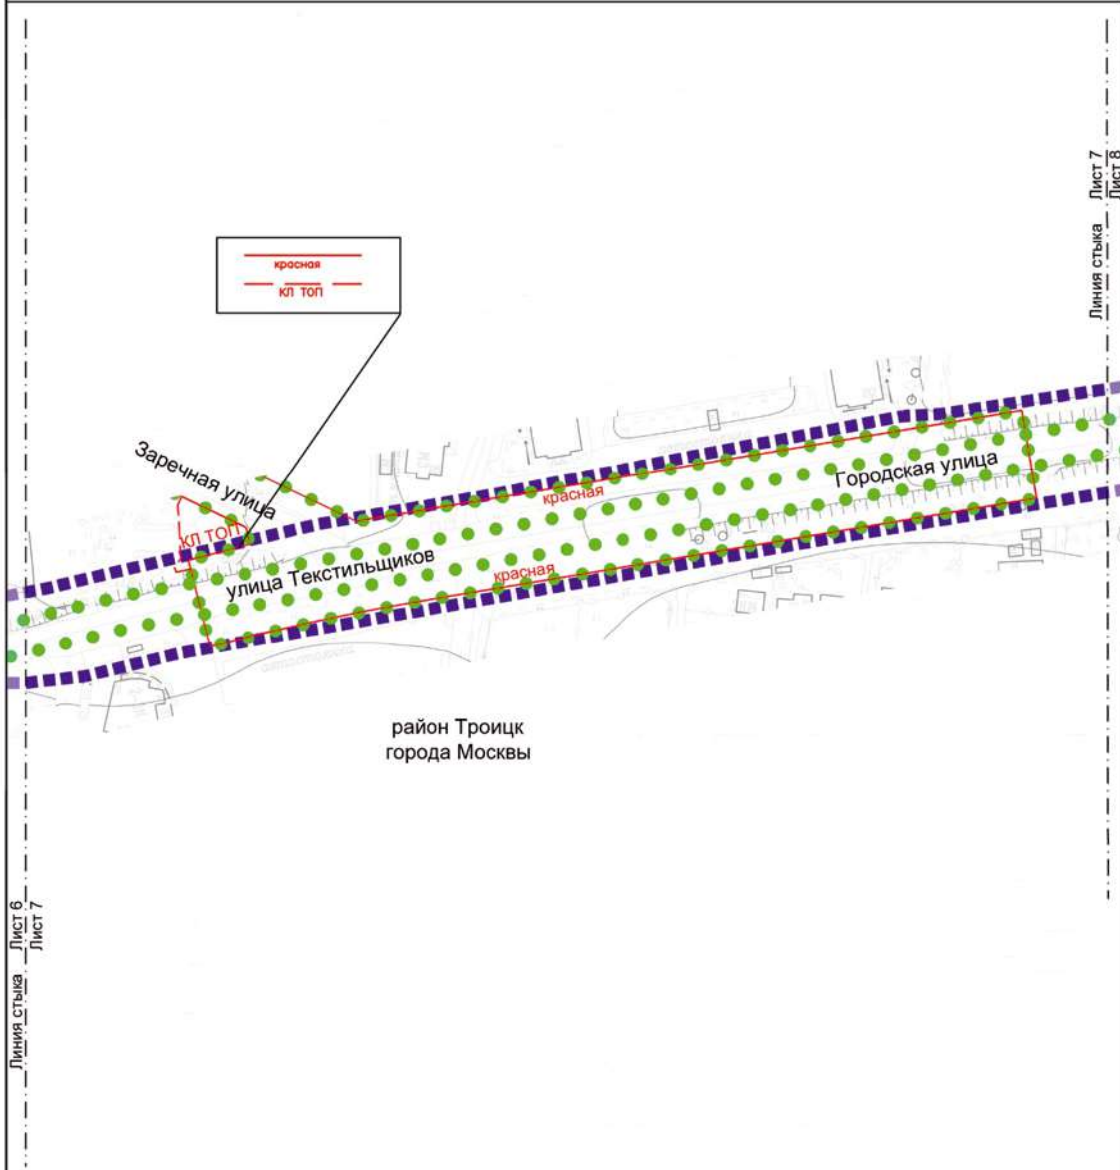 Линия стыка
Лист 7
Лист 8
красная
КЛ ТОП
Заречная улица
КЛ ТОП
красная
Городская улица
улица Текстильщиков
красная
район Троицк
города Москвы
Линия стыка
Лист 6
Лист 7